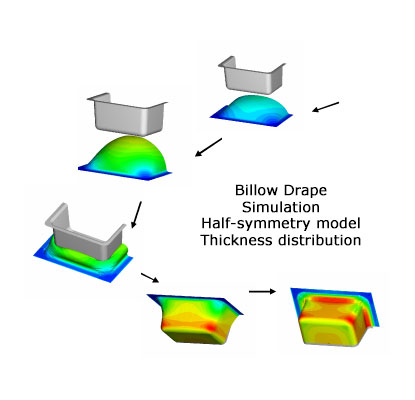 Billow Drape
Simulation
Half-symmetry model
Thickness distribution